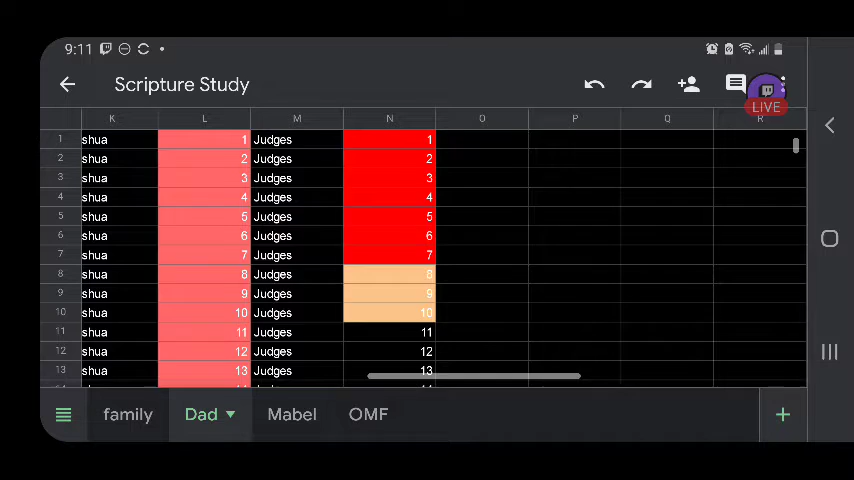 9:11
Scripture Study
LIVE
K L M N O P Q R
1 shua 1 Judges 1
2 shua 2 Judges 2
3 shua 3 Judges 3
4 shua 4 Judges 4
5 shua 5 Judges 5
6 shua 6 Judges 6
7 shua 7 Judges 7
8 shua 8 Judges 8
9 shua 9 Judges 9
10 shua 10 Judges 10
11 shua 11 Judges 11
12 shua 12 Judges 12
13 shua 13 Judges 13
family Dad Mabel OMF